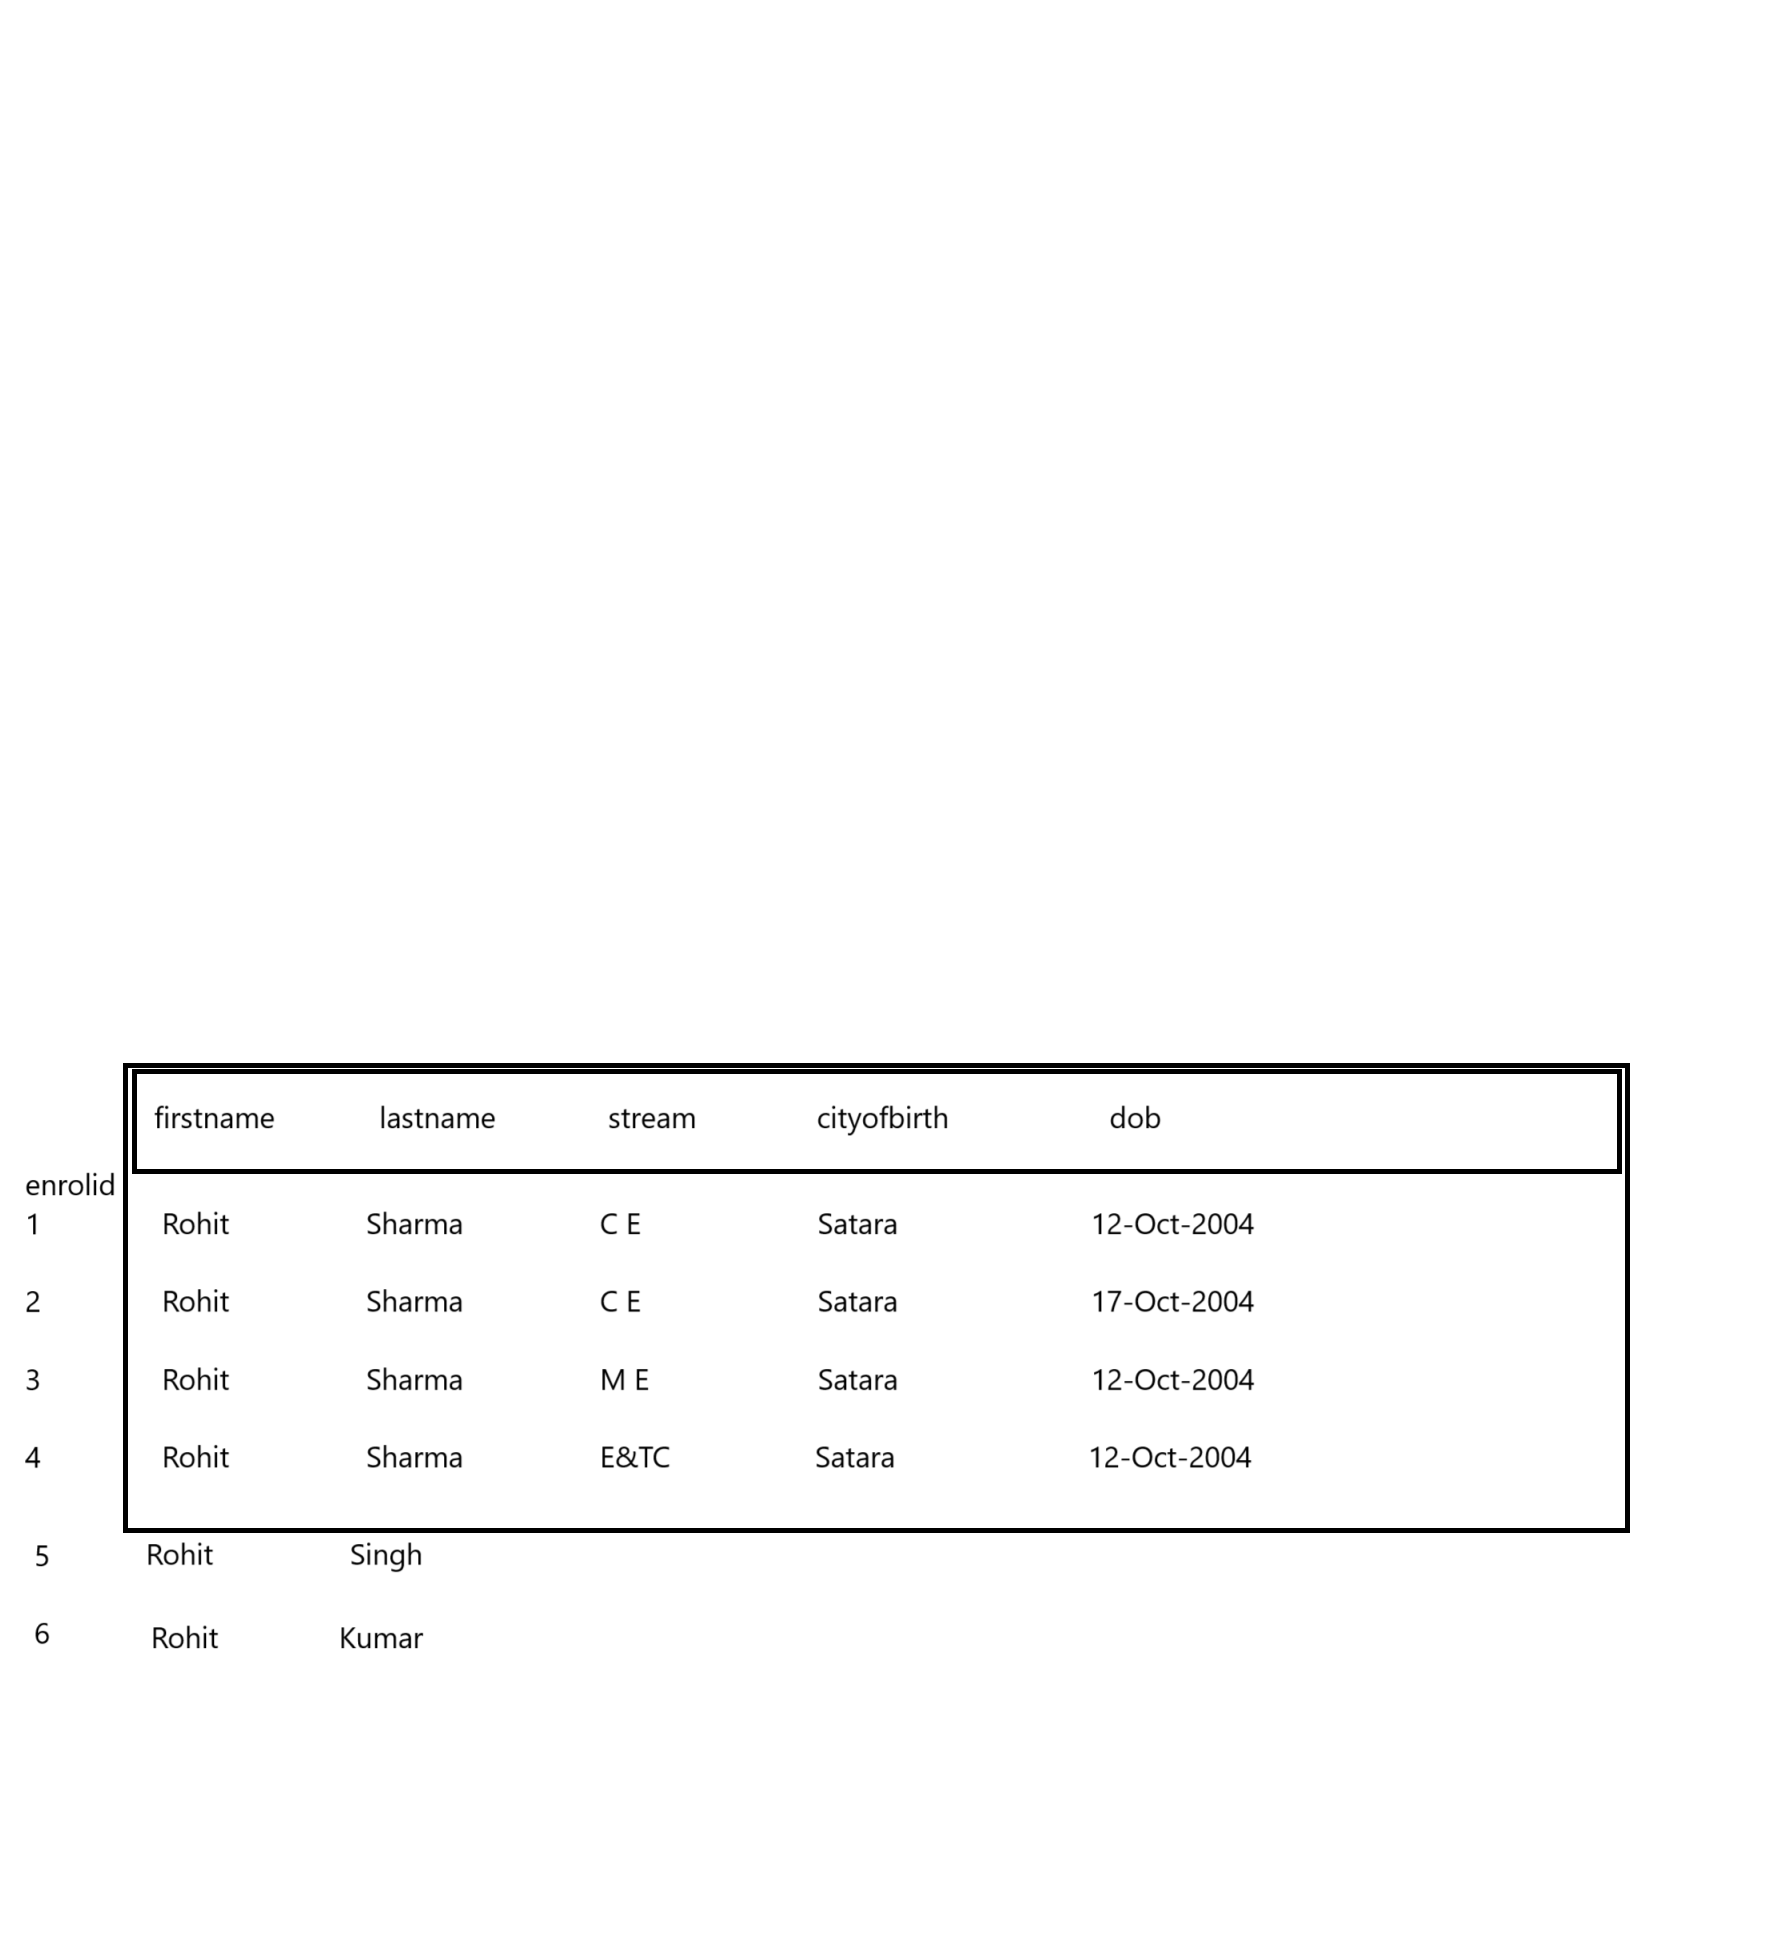 firstname lastname stream cityofbirth dob
enrolid
1 Rohit Sharma C E Satara 12-Oct-2004
2 Rohit Sharma C E Satara 17-Oct-2004
3 Rohit Sharma M E Satara 12-Oct-2004
4 Rohit Sharma E&TC Satara 12-Oct-2004
5 Rohit Singh
6 Rohit Kumar